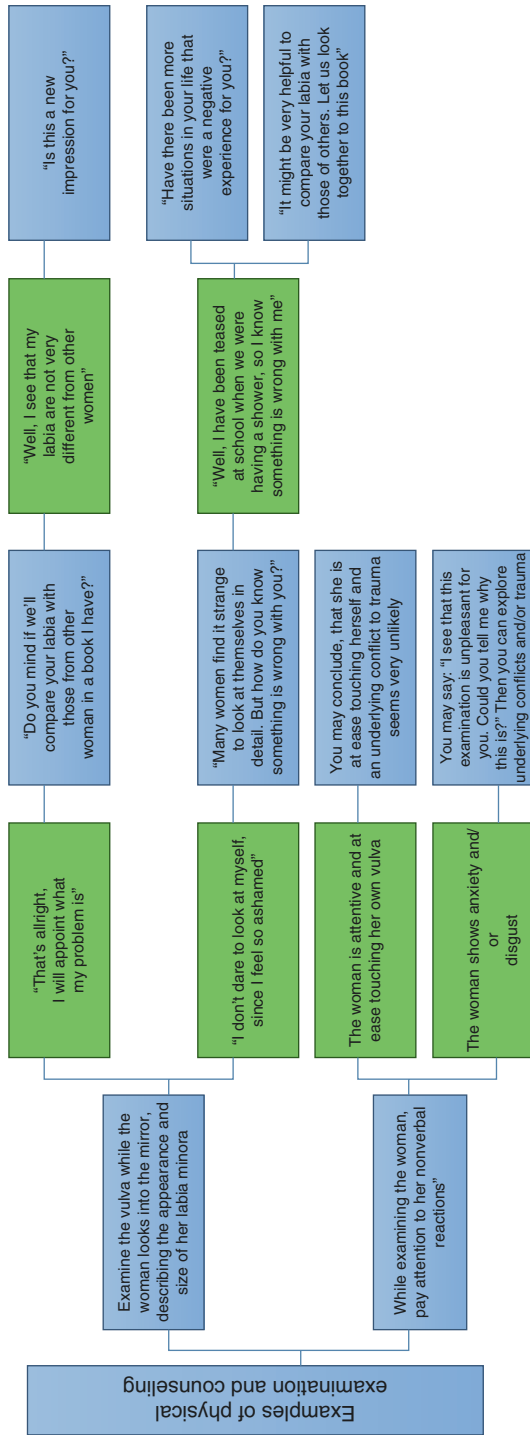 Examples of physical
examination and counseling
Examine the vulva while the
woman looks into the mirror,
describing the appearance and
size of her labia minora
“That’s allright,
I will appoint what
my problem is”
“Do you mind if we’ll
compare your labia with
those from other
woman in a book I have?”
“Well, I see that my
labia are not very
different from other
women”
“Is this a new
impression for you?”
“I don’t dare to look at myself,
since I feel so ashamed”
“Many women find it strange
to look at themselves in
detail. But how do you know
something is wrong with you?”
“Well, I have been teased
at school when we were
having a shower, so I know
something is wrong with me”
“Have there been more
situations in your life that
were a negative
experience for you?”
“It might be very helpful to
compare your labia with
those of others. Let us look
together to this book”
While examining the woman,
pay attention to her nonverbal
reactions”
The woman is attentive and at
ease touching her own vulva
You may conclude, that she is
at ease touching herself and
an underlying conflict to trauma
seems very unlikely
The woman shows anxiety and/
or
disgust
You may say: “I see that this
examination is unpleasant for
you. Could you tell me why
this is?” Then you can explore
underlying conflicts and/or trauma